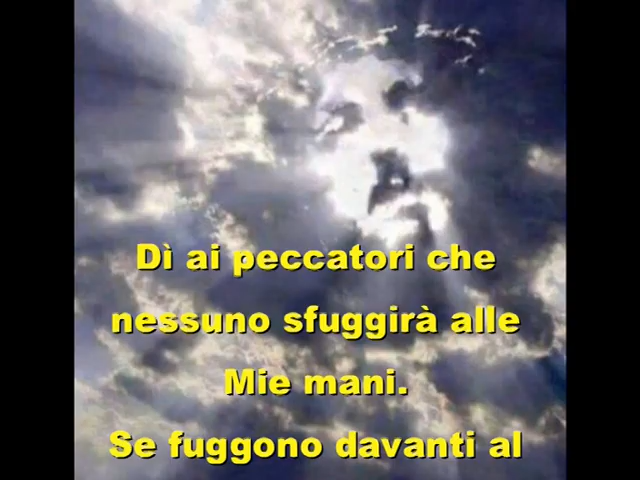 Dì ai peccatori che
nessuno sfuggirà alle
Mie mani.
Se fuggono davanti al